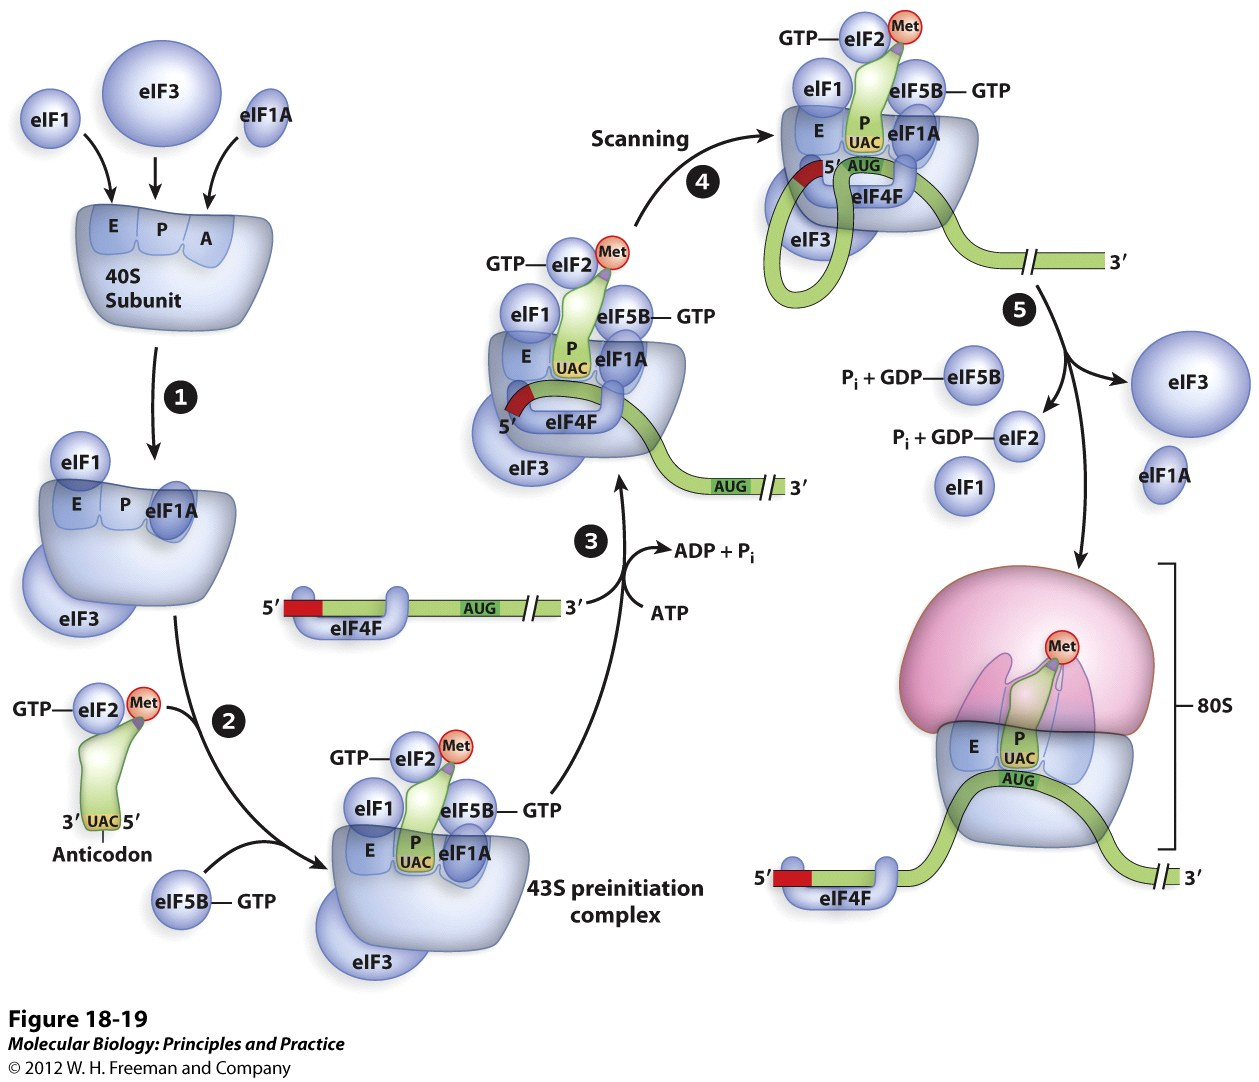 eIF1
eIF3
eIF1A
E
P
A
40S
Subunit
1
eIF1
E
P
eIF1A
eIF3
GTP
eIF2
Met
2
3′ UAC 5′
Anticodon
eIF5B
GTP
GTP
eIF2
Met
eIF1
eIF5B
GTP
E
P
UAC
eIF1A
eIF3
43S preinitiation
complex
5′
eIF4F
AUG
3′
3
ADP + Pi
ATP
GTP
eIF2
Met
eIF1
eIF5B
GTP
E
P
UAC
eIF1A
5′
eIF4F
eIF3
AUG
3′
Scanning
4
GTP
eIF2
Met
eIF1
eIF5B
GTP
E
P
UAC
eIF1A
5′
AUG
eIF4F
eIF3
3′
5
Pi + GDP
eIF5B
eIF3
Pi + GDP
eIF2
eIF1
eIF1A
Met
80S
E
P
UAC
AUG
5′
eIF4F
3′
Figure 18-19
Molecular Biology: Principles and Practice
© 2012 W. H. Freeman and Company